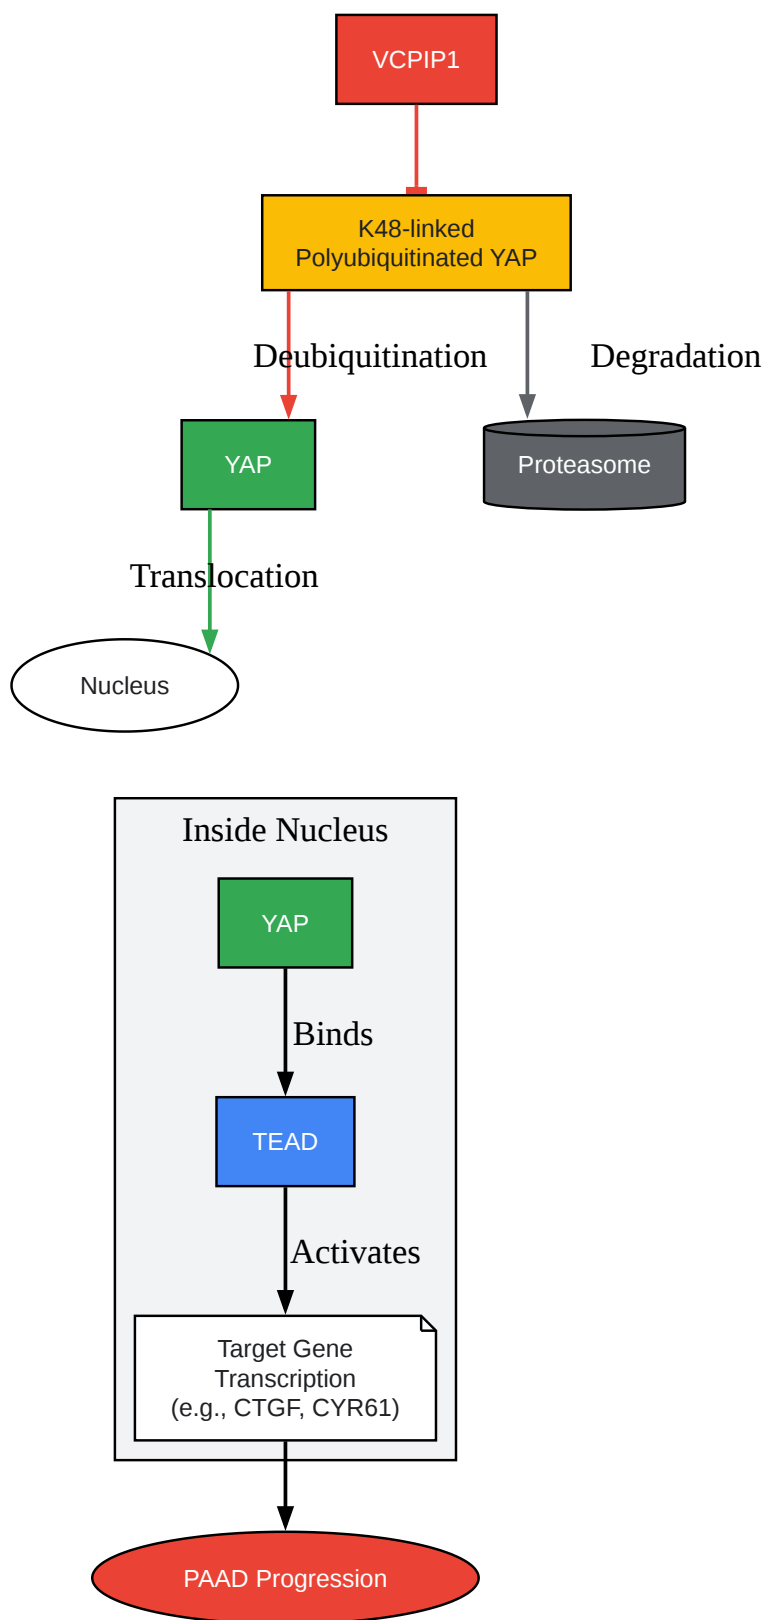 VCPIP1
K48-linked
Polyubiquitinated YAP
Deubiquitination
Degradation
YAP
Proteasome
Translocation
Nucleus
Inside Nucleus
YAP
Binds
TEAD
Activates
Target Gene
Transcription
(e.g., CTGF, CYR61)
PAAD Progression